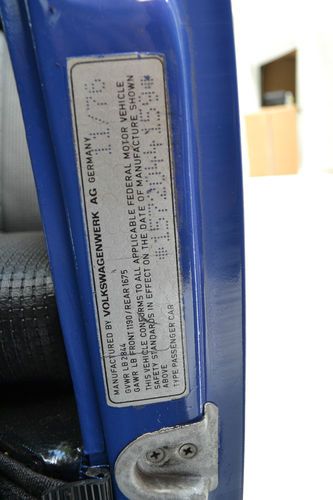 MANUFACTURED BY VOLKSWAGENWERK AG GERMANY 11/76
GVWR LB 2844
GAWR LB FRONT 1190/REAR 1675
THIS VEHICLE CONFORMS TO ALL APPLICABLE FEDERAL MOTOR VEHICLE
SAFETY STANDARDS IN EFFECT ON THE DATE OF MANUFACTURE SHOWN
ABOVE
TYPE: PASSENGER CAR